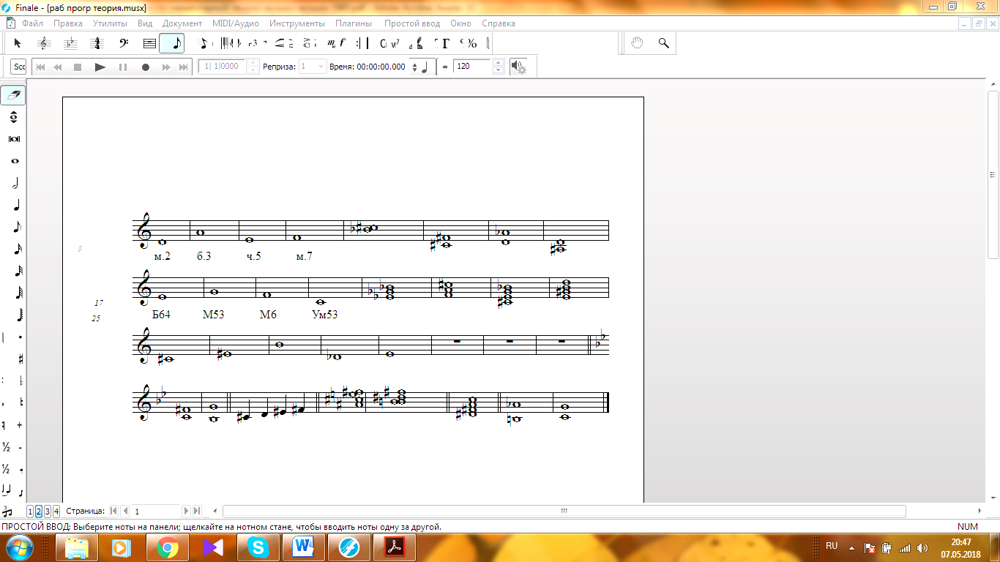 Finale - [раб прогр теория.musx]
Файл Правка Утилиты Вид Документ MIDI/Аудио Инструменты Плагины Простой ввод Окно Справка
Scc 1| 1|0000 Реприза: 1 Время: 00:00:00.000 = 120
9
м.2 б.3 ч.5 м.7
17
Б64 М53 М6 Ум53
25
1 2 3 4 Страница: 1
ПРОСТОЙ ВВОД: Выберите ноты на панели; щелкайте на нотном стане, чтобы вводить ноты одну за другой. NUM
RU 20:47
07.05.2018